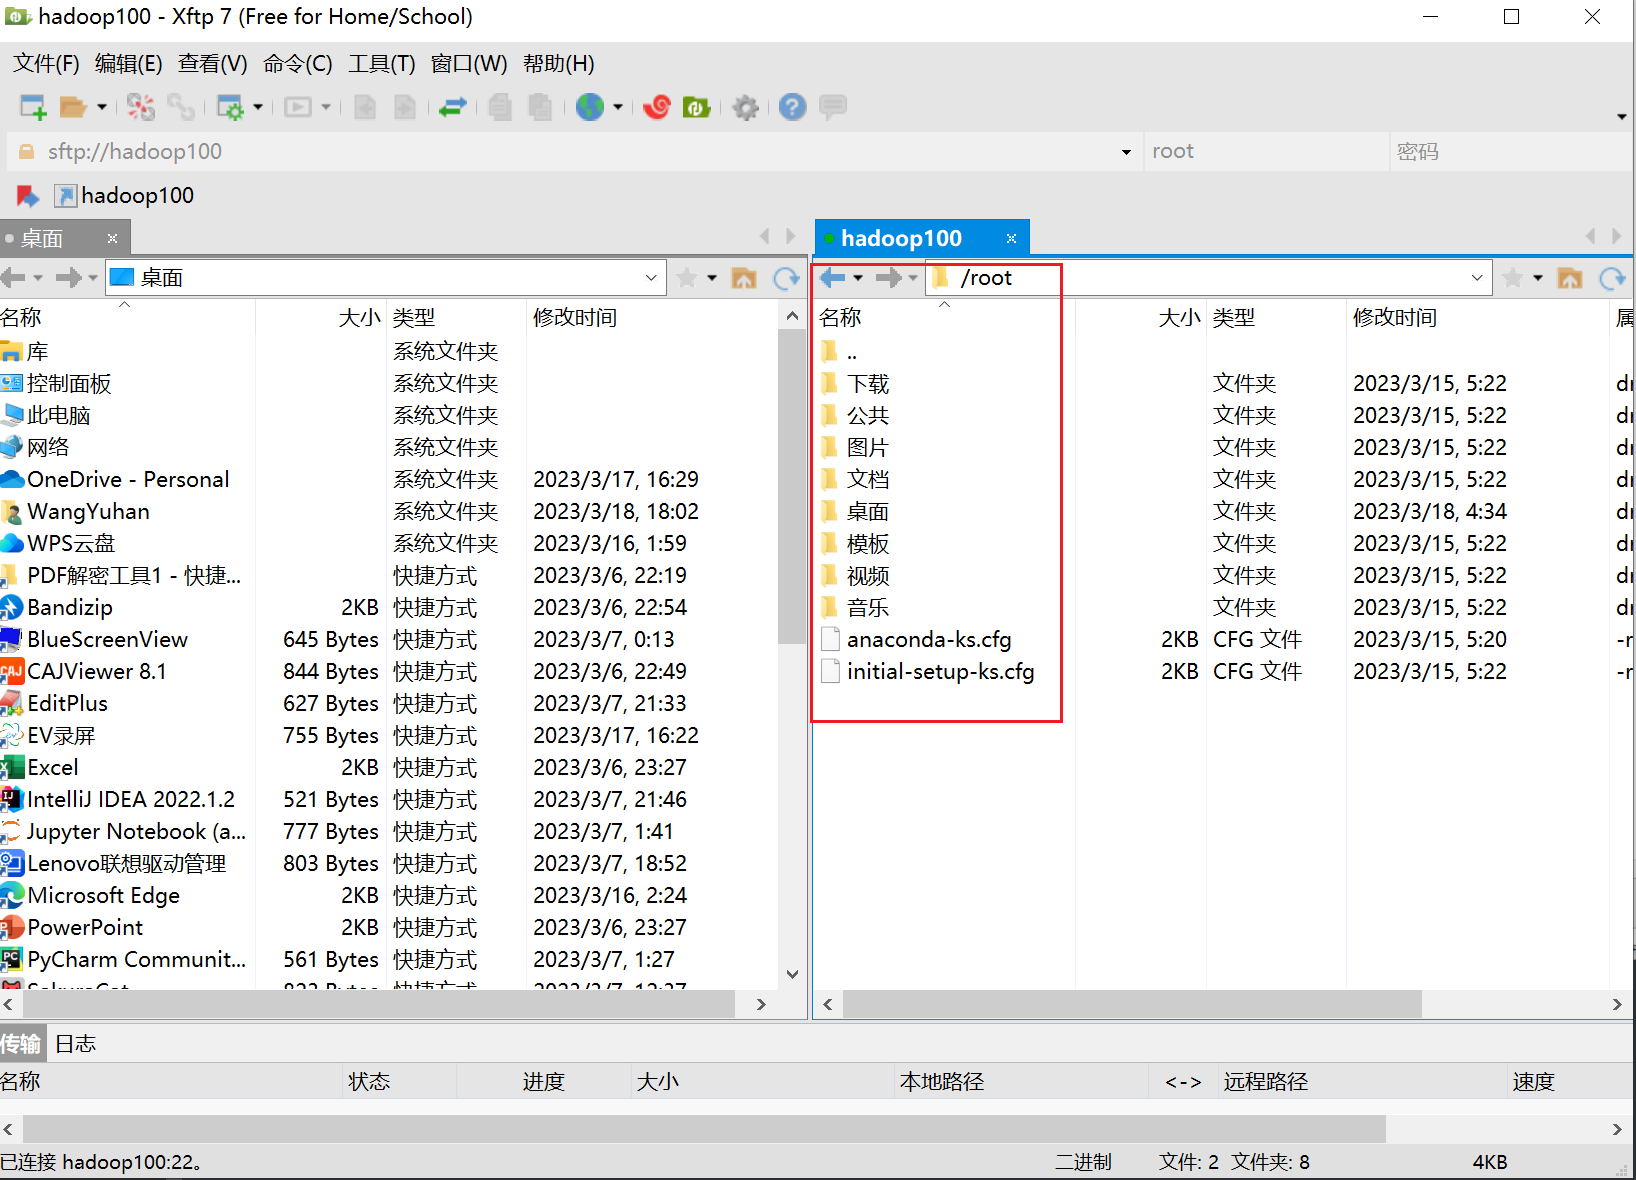 hadoop100 - Xftp 7 (Free for Home/School)
文件(F) 编辑(E) 查看(V) 命令(C) 工具(T) 窗口(W) 帮助(H)
sftp://hadoop100 root 密码
hadoop100
桌面 hadoop100
桌面 /root
名称 大小 类型 修改时间 名称 大小 类型 修改时间 属
库 系统文件夹 ..
控制面板 系统文件夹 下载 文件夹 2023/3/15, 5:22 dr
此电脑 系统文件夹 公共 文件夹 2023/3/15, 5:22 dr
网络 系统文件夹 图片 文件夹 2023/3/15, 5:22 dr
OneDrive - Personal 系统文件夹 2023/3/17, 16:29 文档 文件夹 2023/3/15, 5:22 dr
WangYuhan 系统文件夹 2023/3/18, 18:02 桌面 文件夹 2023/3/18, 4:34 dr
WPS云盘 系统文件夹 2023/3/16, 1:59 模板 文件夹 2023/3/15, 5:22 dr
PDF解密工具1 - 快捷... 快捷方式 2023/3/6, 22:19 视频 文件夹 2023/3/15, 5:22 dr
Bandizip 2KB 快捷方式 2023/3/6, 22:54 音乐 文件夹 2023/3/15, 5:22 dr
BlueScreenView 645 Bytes 快捷方式 2023/3/7, 0:13 anaconda-ks.cfg 2KB CFG 文件 2023/3/15, 5:20 -r
CAJViewer 8.1 844 Bytes 快捷方式 2023/3/6, 22:49 initial-setup-ks.cfg 2KB CFG 文件 2023/3/15, 5:22 -r
EditPlus 627 Bytes 快捷方式 2023/3/7, 21:33
EV录屏 755 Bytes 快捷方式 2023/3/17, 16:22
Excel 2KB 快捷方式 2023/3/6, 23:27
IntelliJ IDEA 2022.1.2 521 Bytes 快捷方式 2023/3/7, 21:46
Jupyter Notebook (a... 777 Bytes 快捷方式 2023/3/7, 1:41
Lenovo联想驱动管理 803 Bytes 快捷方式 2023/3/7, 18:52
Microsoft Edge 2KB 快捷方式 2023/3/16, 2:24
PowerPoint 2KB 快捷方式 2023/3/6, 23:27
PyCharm Communit... 561 Bytes 快捷方式 2023/3/7, 1:27
传输 日志
名称 状态 进度 大小 本地路径 <-> 远程路径 速度
已连接 hadoop100:22。 二进制 文件: 2 文件夹: 8 4KB